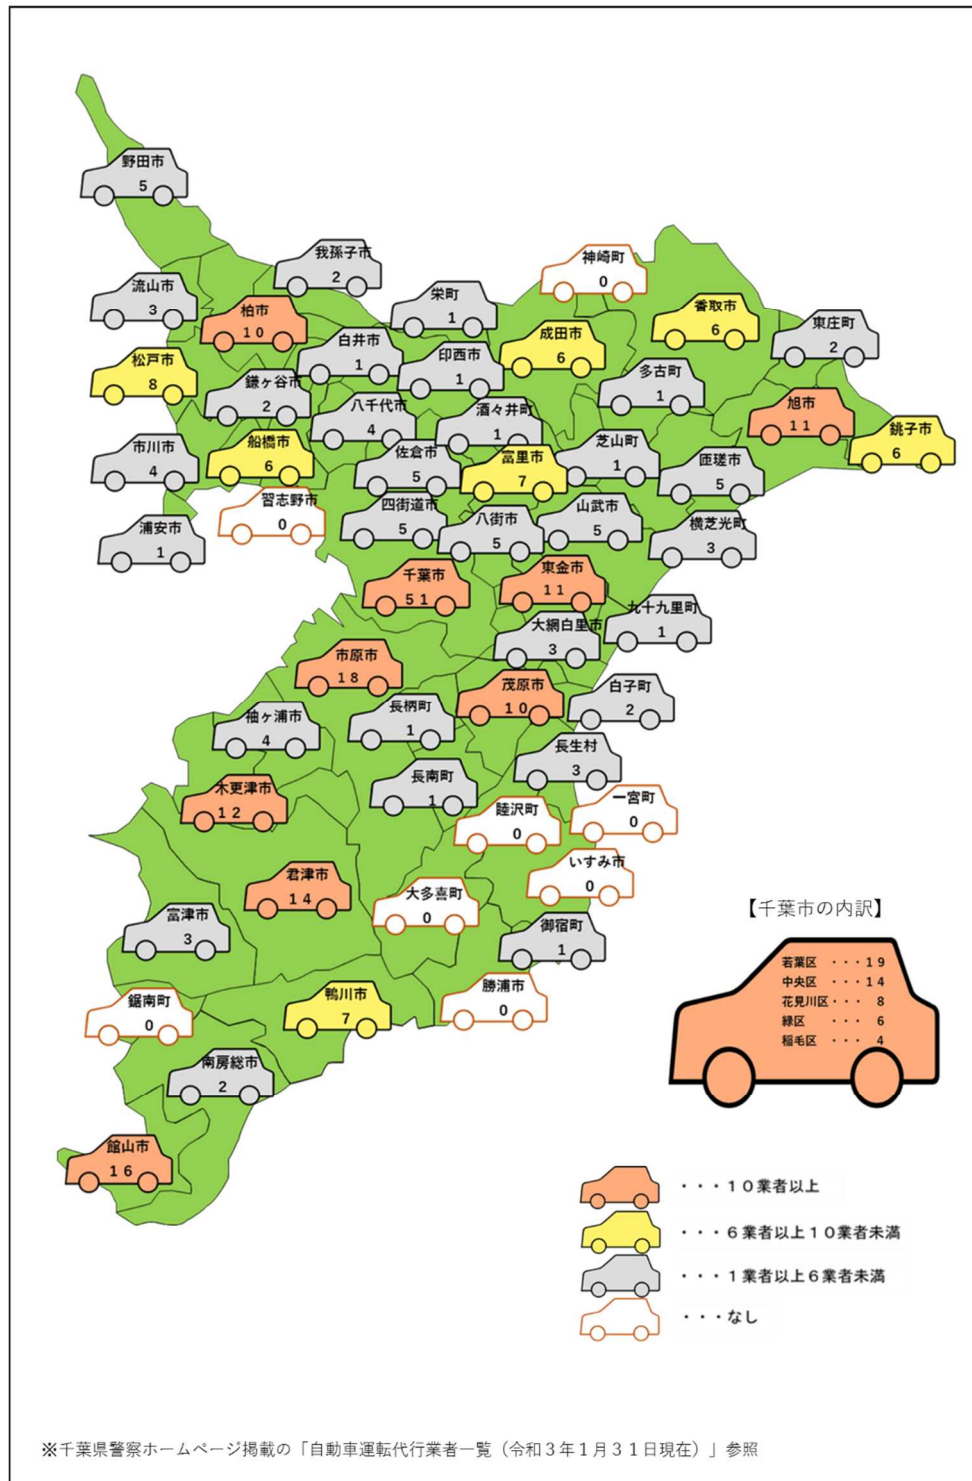 野田市
5
我孫子市
2
神崎町
0
流山市
3
柏市
10
栄町
1
香取市
6
東庄町
2
成田市
6
白井市
1
印西市
1
松戸市
8
多古町
1
鎌ヶ谷市
2
八千代市
4
酒々井町
1
旭市
11
銚子市
6
市川市
4
船橋市
6
佐倉市
5
富里市
7
芝山町
1
匝瑳市
5
習志野市
0
四街道市
5
八街市
5
山武市
5
横芝光町
3
浦安市
1
千葉市
51
東金市
11
九十九里町
1
大網白里市
3
市原市
18
茂原市
10
白子町
2
長柄町
1
袖ヶ浦市
4
長生村
3
長南町
1
木更津市
12
睦沢町
0
一宮町
0
いすみ市
0
君津市
14
大多喜町
0
富津市
3
御宿町
1
鋸南町
0
鴨川市
7
勝浦市
0
南房総市
2
館山市
16
【千葉市の内訳】
若葉区 ・・・19
中央区 ・・・14
花見川区・・・ 8
緑区 ・・・ 6
稲毛区 ・・・ 4
・・・10業者以上
・・・6業者以上10業者未満
・・・1業者以上6業者未満
・・・なし
※千葉県警察ホームページ掲載の「自動車運転代行業者一覧（令和3年1月31日現在）」参照